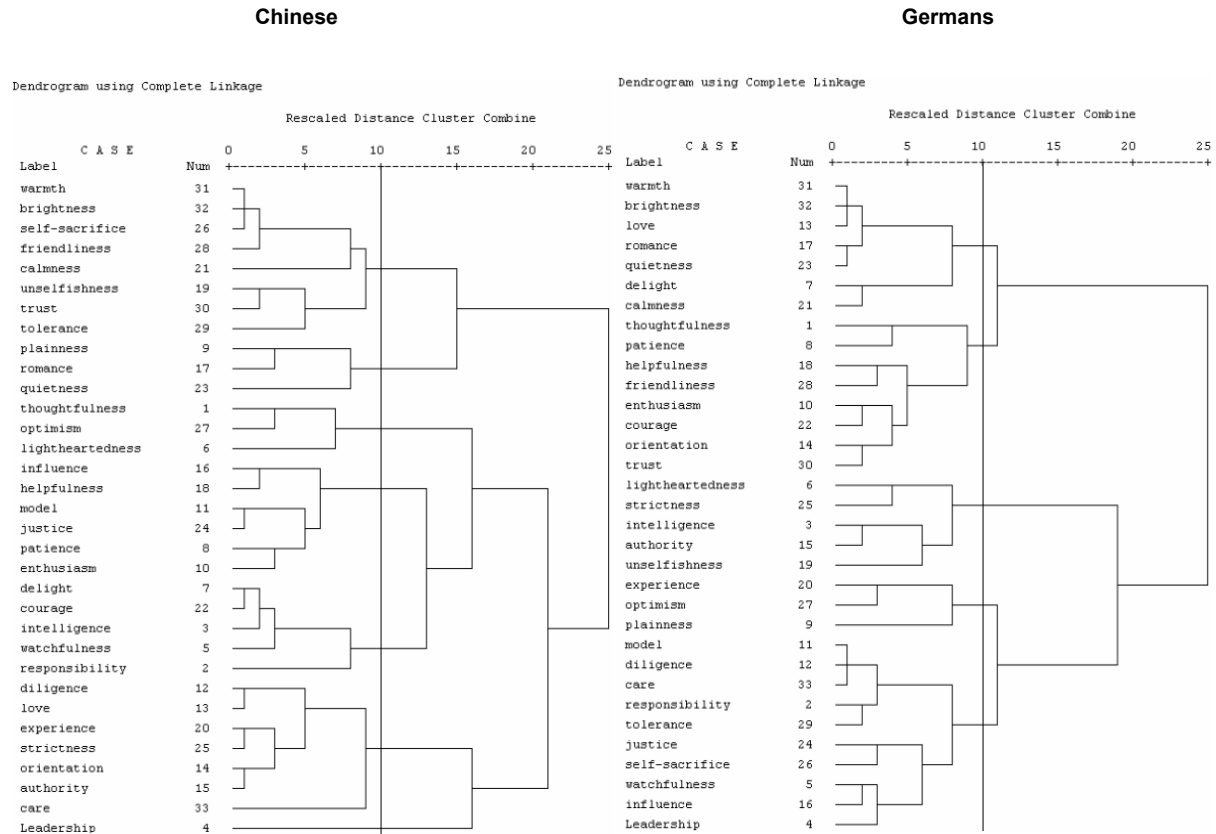 Chinese
Dendrogram using Complete Linkage
Rescaled Distance Cluster Combine
C A S E 0 5 10 15 20 25
Label Num
warmth 31
brightness 32
self-sacrifice 26
friendliness 28
calmness 21
unselfishness 19
trust 30
tolerance 29
plainness 9
romance 17
quietness 23
thoughtfulness 1
optimism 27
lightheartedness 6
influence 16
helpfulness 18
model 11
justice 24
patience 8
enthusiasm 10
delight 7
courage 22
intelligence 3
watchfulness 5
responsibility 2
diligence 12
love 13
experience 20
strictness 25
orientation 14
authority 15
care 33
Leadership 4
Germans
Dendrogram using Complete Linkage
Rescaled Distance Cluster Combine
C A S E 0 5 10 15 20 25
Label Num
warmth 31
brightness 32
love 13
romance 17
quietness 23
delight 7
calmness 21
thoughtfulness 1
patience 8
helpfulness 18
friendliness 28
enthusiasm 10
courage 22
orientation 14
trust 30
lightheartedness 6
strictness 25
intelligence 3
authority 15
unselfishness 19
experience 20
optimism 27
plainness 9
model 11
diligence 12
care 33
responsibility 2
tolerance 29
justice 24
self-sacrifice 26
watchfulness 5
influence 16
Leadership 4